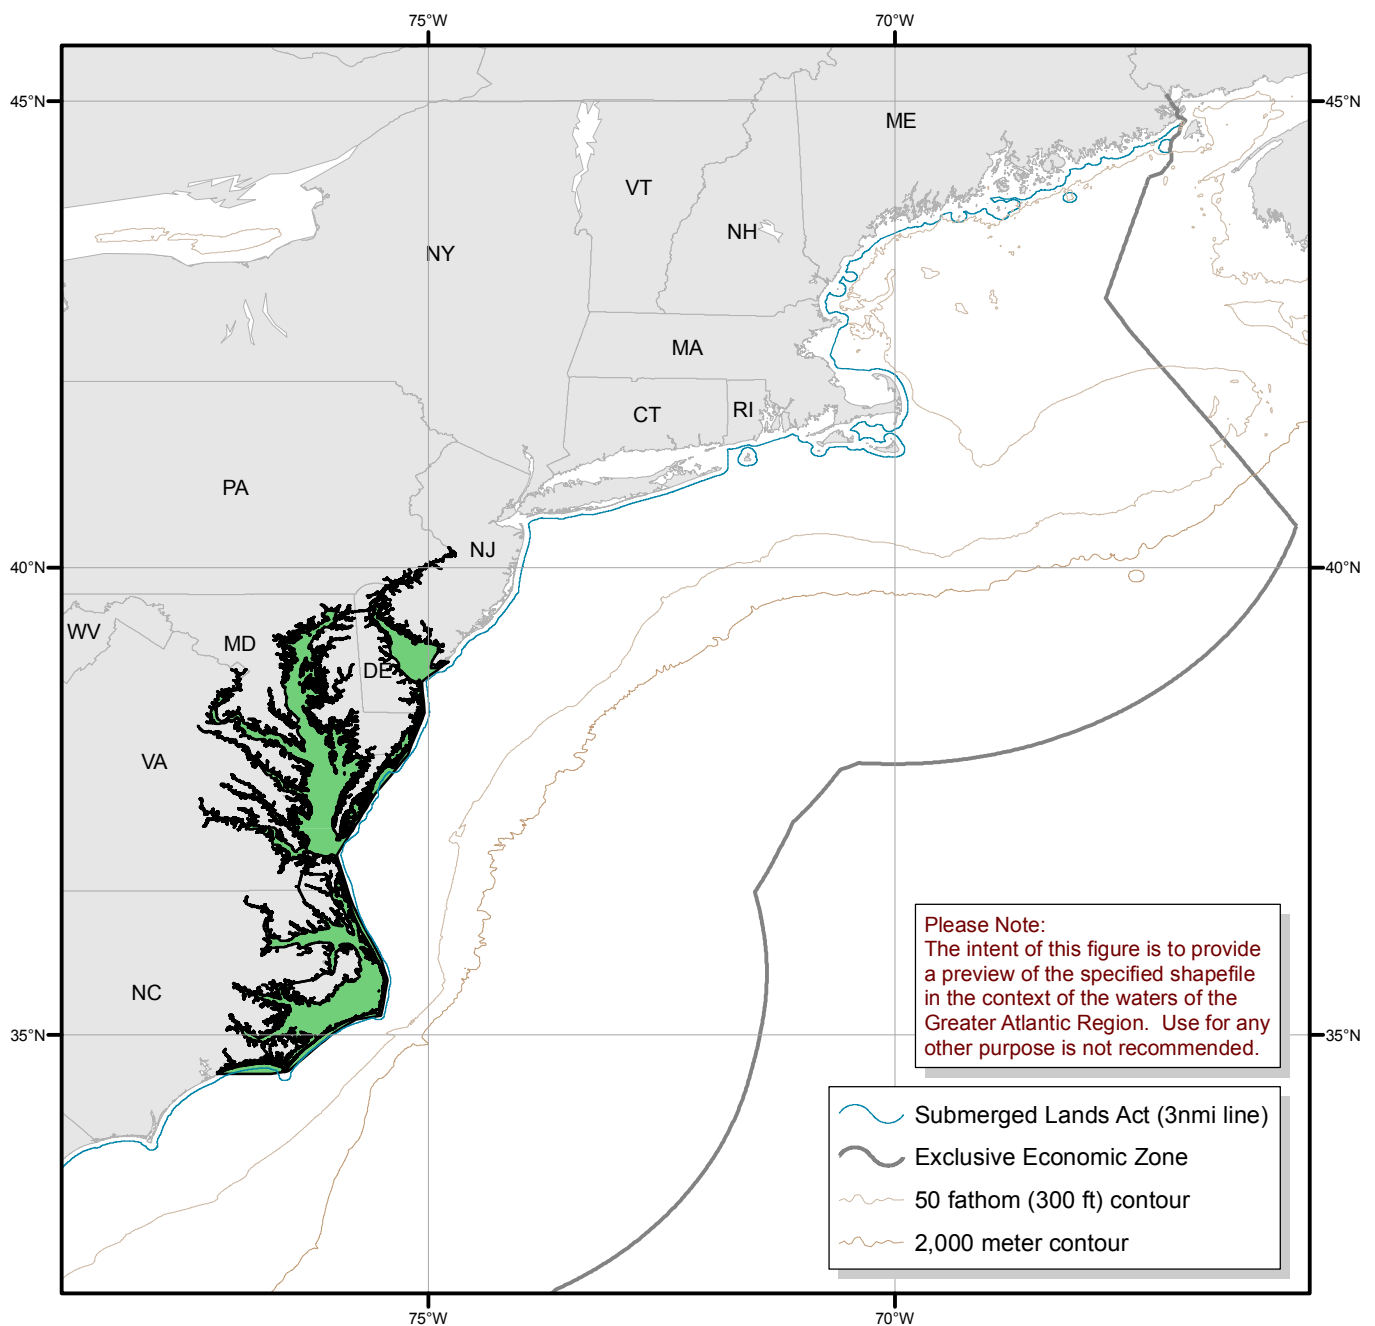 75°W 70°W
45°N 45°N
ME
VT
NH
NY
MA
CT RI
PA
NJ
40°N 40°N
WV
MD
DE
VA
NC
35°N 35°N
Please Note:
The intent of this figure is to provide
a preview of the specified shapefile
in the context of the waters of the
Greater Atlantic Region. Use for any
other purpose is not recommended.
Submerged Lands Act (3nmi line)
Exclusive Economic Zone
50 fathom (300 ft) contour
2,000 meter contour
75°W 70°W